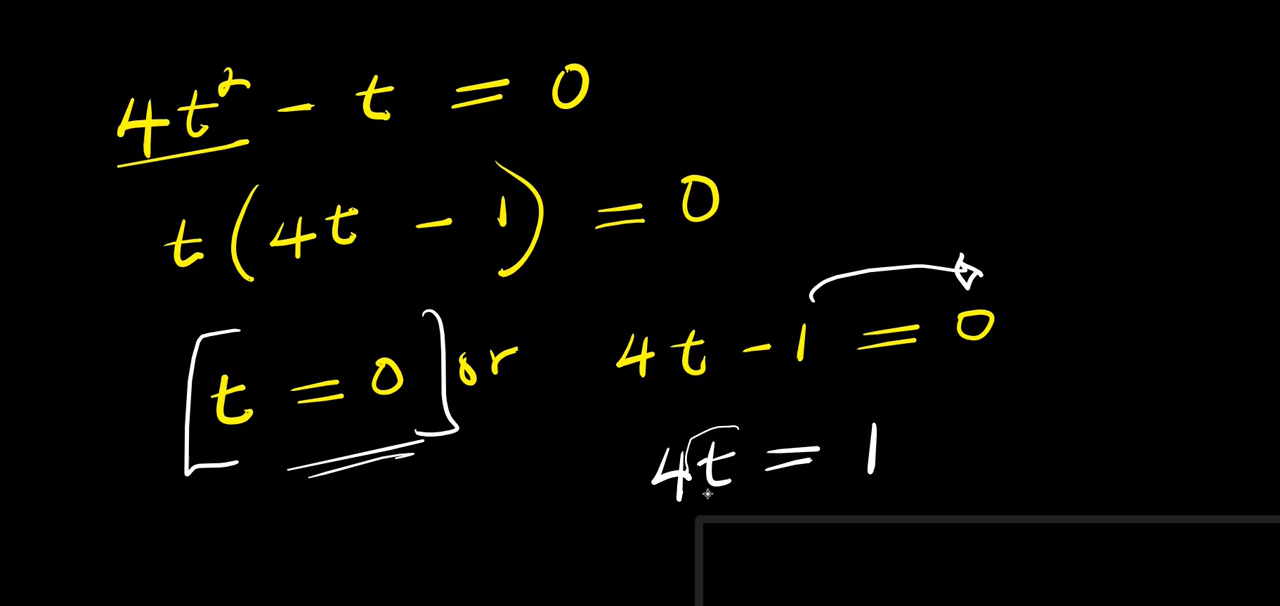 4t² - t = 0
t(4t - 1) = 0
[t = 0] or 4t - 1 = 0
4t = 1